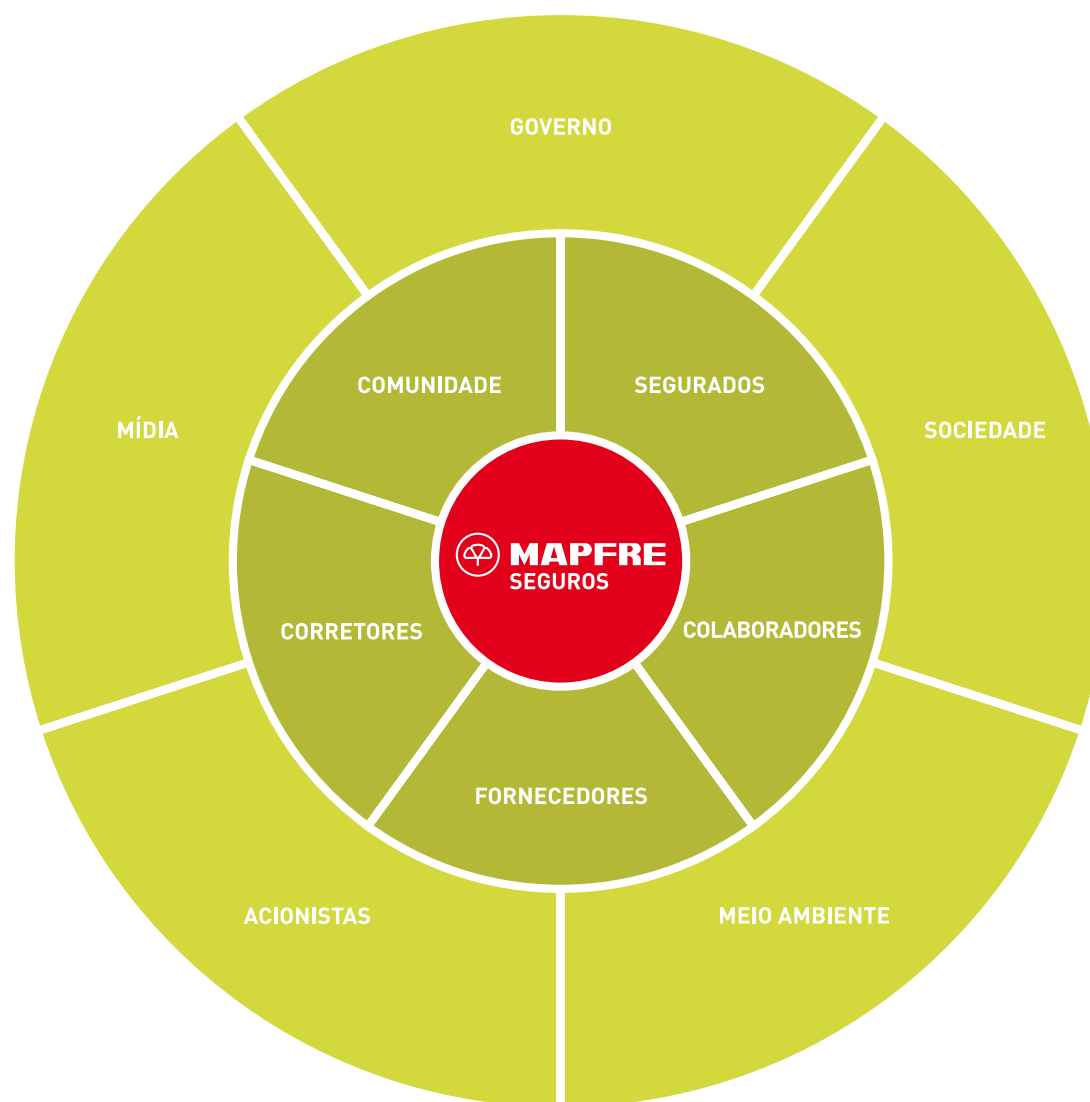 GOVERNO
COMUNIDADE
SEGURADOS
MÍDIA
SOCIEDADE
MAPFRE
SEGUROS
CORRETORES
COLABORADORES
FORNECEDORES
ACIONISTAS
MEIO AMBIENTE